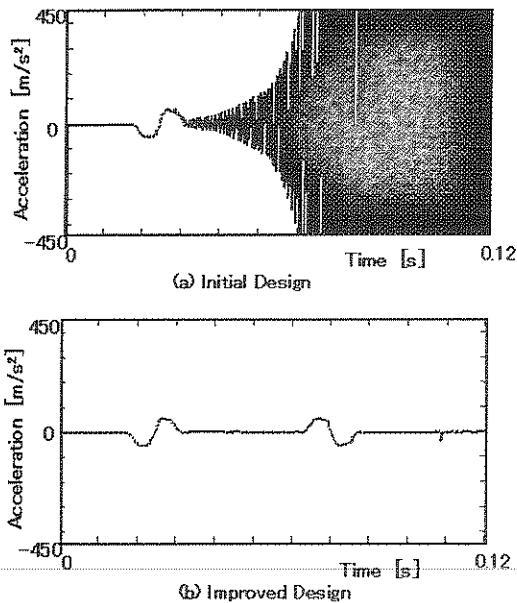 450
Acceleration [m/s²]
0
-450
0
Time [s]
0.12
(a) Initial Design
450
Acceleration [m/s²]
0
-450
0
Time [s]
0.12
(b) Improved Design